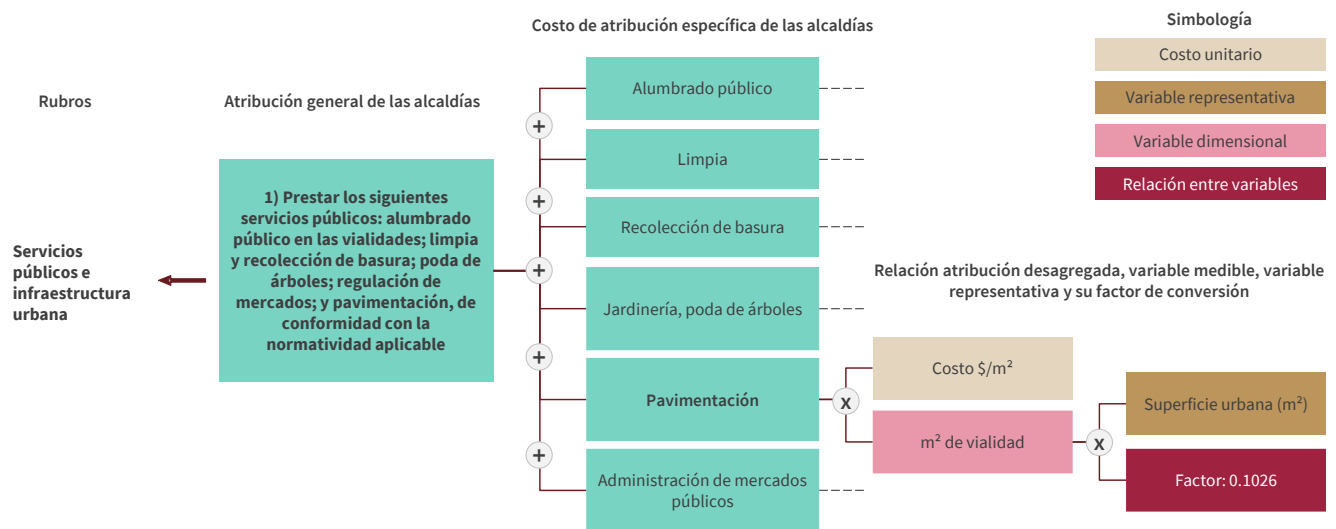 Costo de atribución específica de las alcaldías
Simbología
Costo unitario
Variable representativa
Variable dimensional
Relación entre variables
Rubros
Atribución general de las alcaldías
Servicios
públicos e
infraestructura
urbana
1) Prestar los siguientes
servicios públicos: alumbrado
público en las vialidades; limpia
y recolección de basura; poda de
árboles; regulación de
mercados; y pavimentación, de
conformidad con la
normatividad aplicable
+
+
+
+
+
Alumbrado público
Limpia
Recolección de basura
Jardinería, poda de árboles
Pavimentación
Administración de mercados
públicos
Relación atribución desagregada, variable medible, variable
representativa y su factor de conversión
x
Costo $/m²
m² de vialidad
x
Superficie urbana (m²)
Factor: 0.1026